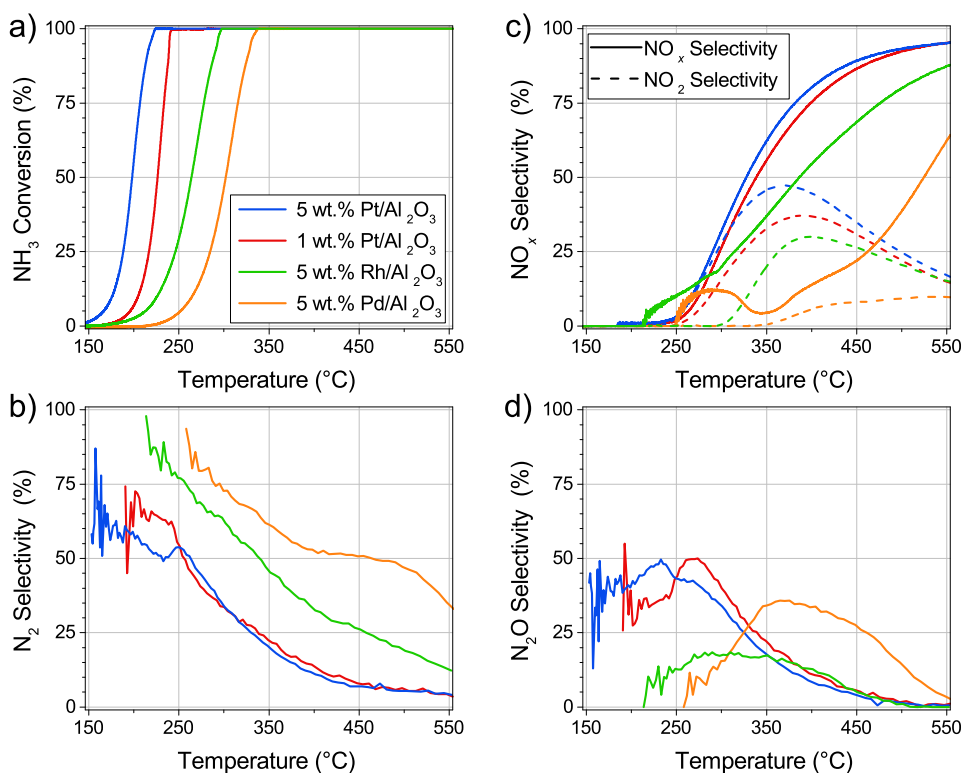 a)
NH3 Conversion (%)
100
75
50
25
0
150 250 350 450 550
Temperature (°C)
5 wt.% Pt/Al2O3
1 wt.% Pt/Al2O3
5 wt.% Rh/Al2O3
5 wt.% Pd/Al2O3
c)
NOx Selectivity (%)
100
75
50
25
0
150 250 350 450 550
Temperature (°C)
NOx Selectivity
NO2 Selectivity
b)
N2 Selectivity (%)
100
75
50
25
0
150 250 350 450 550
Temperature (°C)
d)
N2O Selectivity (%)
100
75
50
25
0
150 250 350 450 550
Temperature (°C)